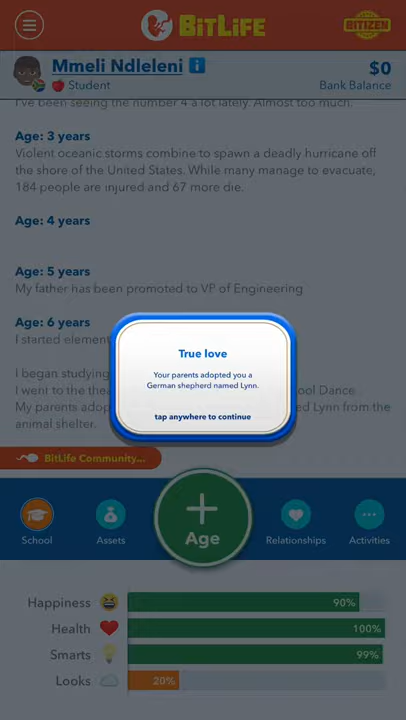 BitLife
BITIZEN
Mmeli Ndleleni
Student
$0
Bank Balance
I've been seeing the number 4 a lot lately. Almost too much.
Age: 3 years
Violent oceanic storms combine to spawn a deadly hurricane off
the shore of the United States. While many manage to evacuate,
184 people are injured and 67 more die.
Age: 4 years
Age: 5 years
My father has been promoted to VP of Engineering
Age: 6 years
I started element
I began studying
I went to the the ool Dance
My parents adop ed Lynn from the
animal shelter.
True love
Your parents adopted you a
German shepherd named Lynn.
tap anywhere to continue
BitLife Community...
School
Assets
Age
Relationships
Activities
Happiness 90%
Health 100%
Smarts 99%
Looks 20%